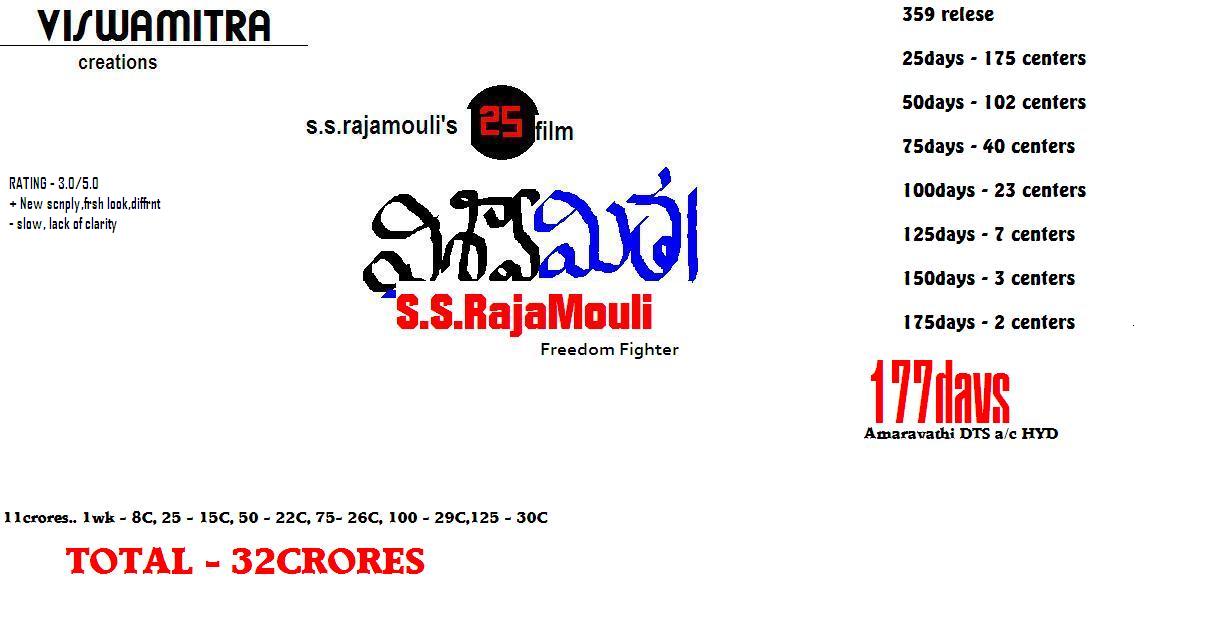 VISWAMITRA
creations
s.s.rajamouli's 25 film
RATING - 3.0/5.0
+ New scnply,frsh look,diffrnt
- slow, lack of clarity
విశ్వామిత్ర
S.S.RajaMouli
Freedom Fighter
359 relese
25days - 175 centers
50days - 102 centers
75days - 40 centers
100days - 23 centers
125days - 7 centers
150days - 3 centers
175days - 2 centers
177days
Amaravathi DTS a/c HYD
11crores.. 1wk - 8C, 25 - 15C, 50 - 22C, 75- 26C, 100 - 29C,125 - 30C
TOTAL - 32CRORES